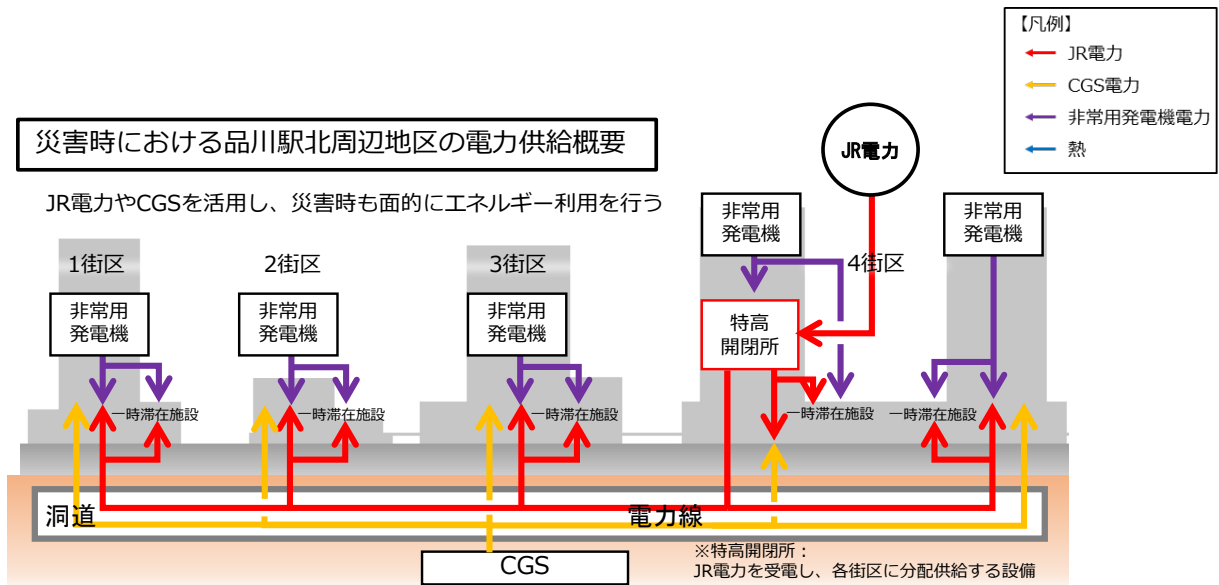 【凡例】
JR電力
CGS電力
非常用発電機電力
熱
災害時における品川駅北周辺地区の電力供給概要
JR電力やCGSを活用し、災害時も面的にエネルギー利用を行う
JR電力
非常用
発電機
非常用
発電機
1街区
2街区
3街区
4街区
非常用
発電機
非常用
発電機
非常用
発電機
特高
開閉所
一時滞在施設
一時滞在施設
一時滞在施設
一時滞在施設
一時滞在施設
洞道
電力線
CGS
※特高開閉所：
JR電力を受電し、各街区に分配供給する設備